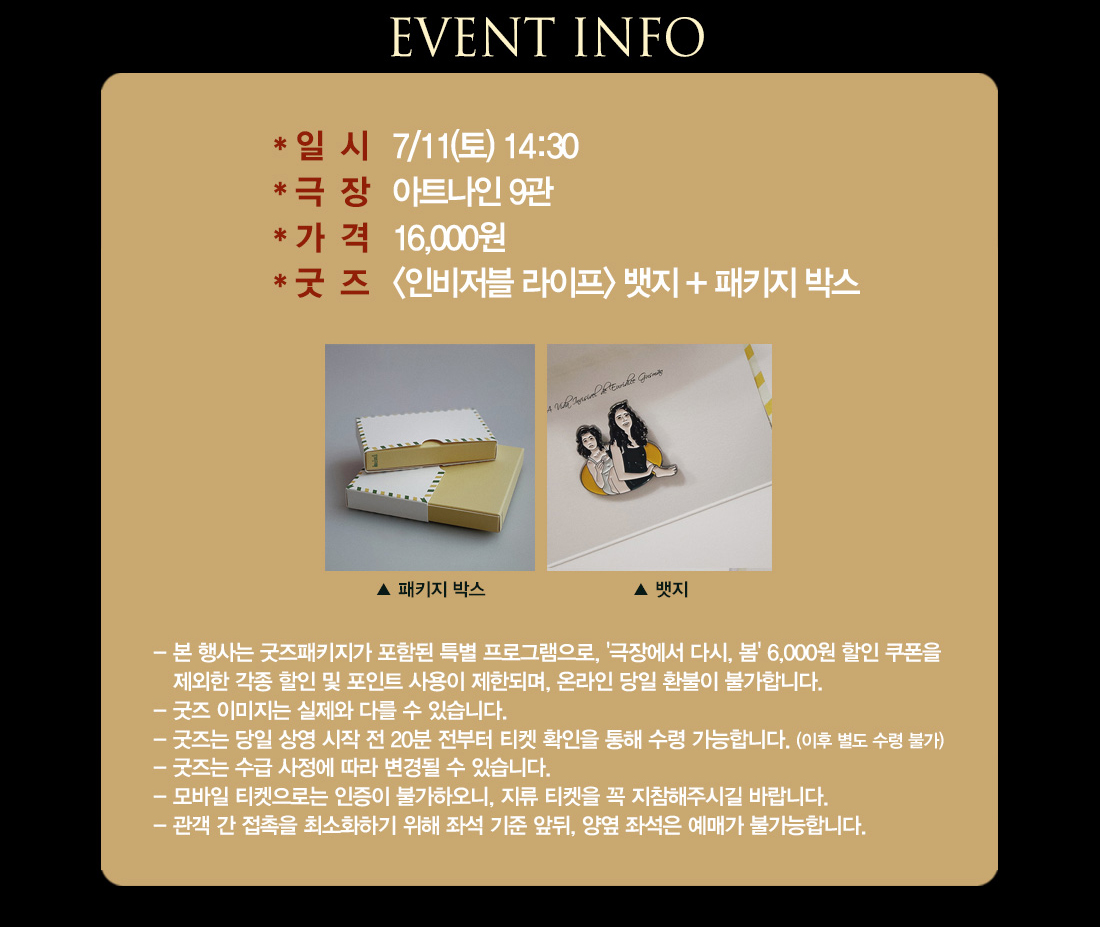 EVENT INFO
* 일 시 7/11(토) 14:30
* 극 장 아트나인 9관
* 가 격 16,000원
* 굿 즈 〈인비저블 라이프〉 뱃지 + 패키지 박스
A Vida Invisível de Eurídice Gusmão
▲ 패키지 박스 ▲ 뱃지
– 본 행사는 굿즈패키지가 포함된 특별 프로그램으로, '극장에서 다시, 봄' 6,000원 할인 쿠폰을
제외한 각종 할인 및 포인트 사용이 제한되며, 온라인 당일 환불이 불가합니다.
– 굿즈 이미지는 실제와 다를 수 있습니다.
– 굿즈는 당일 상영 시작 전 20분 전부터 티켓 확인을 통해 수령 가능합니다. (이후 별도 수령 불가)
– 굿즈는 수급 사정에 따라 변경될 수 있습니다.
– 모바일 티켓으로는 인증이 불가하오니, 지류 티켓을 꼭 지참해주시길 바랍니다.
– 관객 간 접촉을 최소화하기 위해 좌석 기준 앞뒤, 양옆 좌석은 예매가 불가능합니다.